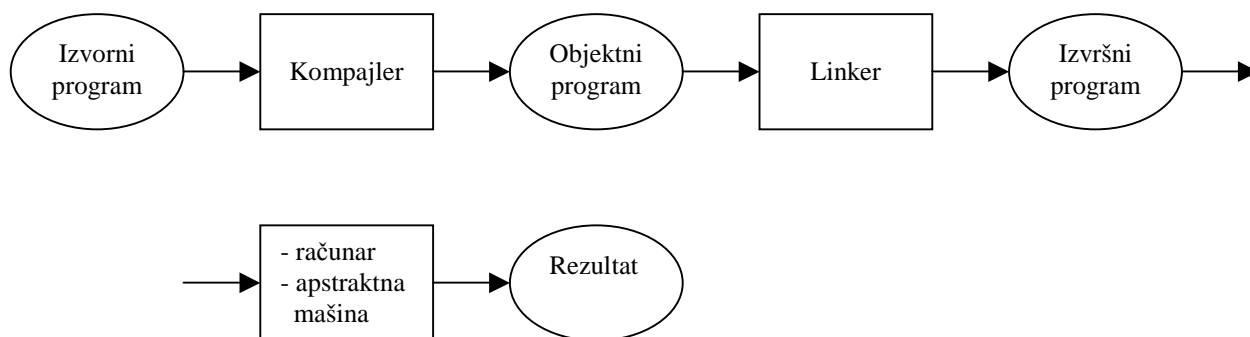 Izvorni
program
Kompajler
Objektni
program
Linker
Izvršni
program
- računar
- apstraktna
mašina
Rezultat